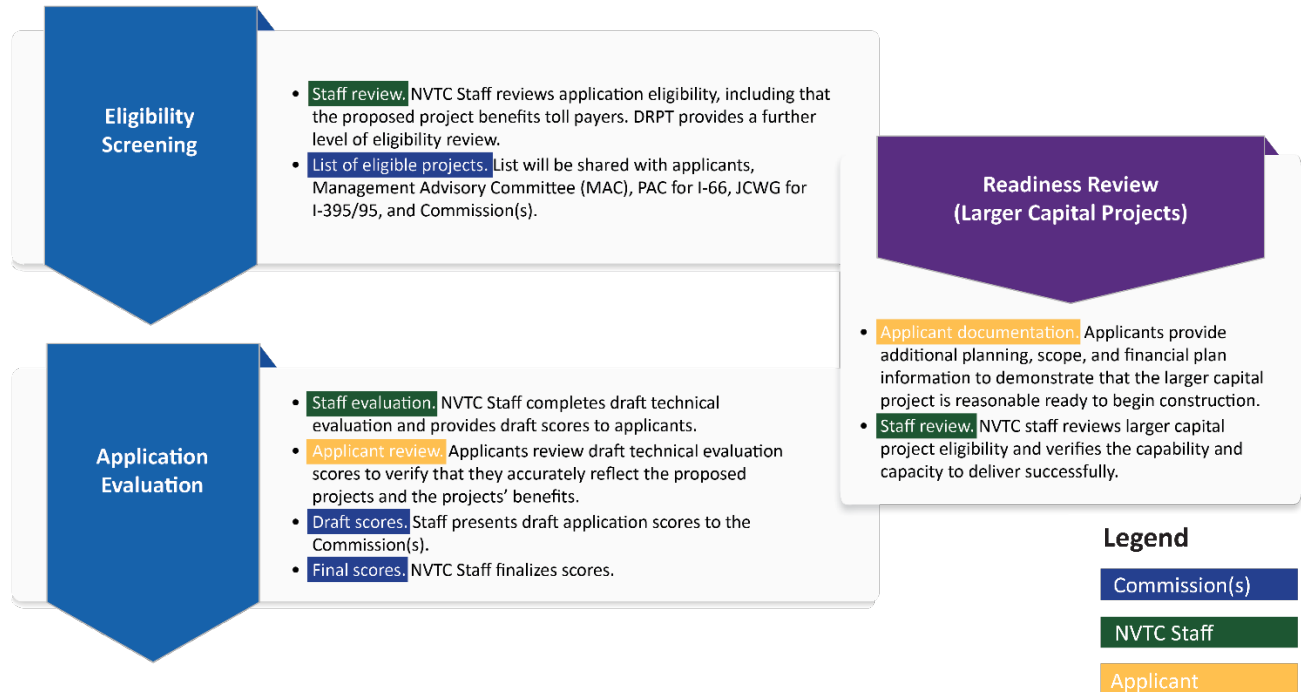 Eligibility
Screening
• Staff review. NVTC Staff reviews application eligibility, including that
the proposed project benefits toll payers. DRPT provides a further
level of eligibility review.
• List of eligible projects. List will be shared with applicants,
Management Advisory Committee (MAC), PAC for I-66, JCWG for
I-395/95, and Commission(s).
Readiness Review
(Larger Capital Projects)
• Applicant documentation. Applicants provide
additional planning, scope, and financial plan
information to demonstrate that the larger capital
project is reasonable ready to begin construction.
• Staff review. NVTC staff reviews larger capital
project eligibility and verifies the capability and
capacity to deliver successfully.
Application
Evaluation
• Staff evaluation. NVTC Staff completes draft technical
evaluation and provides draft scores to applicants.
• Applicant review. Applicants review draft technical evaluation
scores to verify that they accurately reflect the proposed
projects and the projects’ benefits.
• Draft scores. Staff presents draft application scores to the
Commission(s).
• Final scores. NVTC Staff finalizes scores.
Legend
Commission(s)
NVTC Staff
Applicant